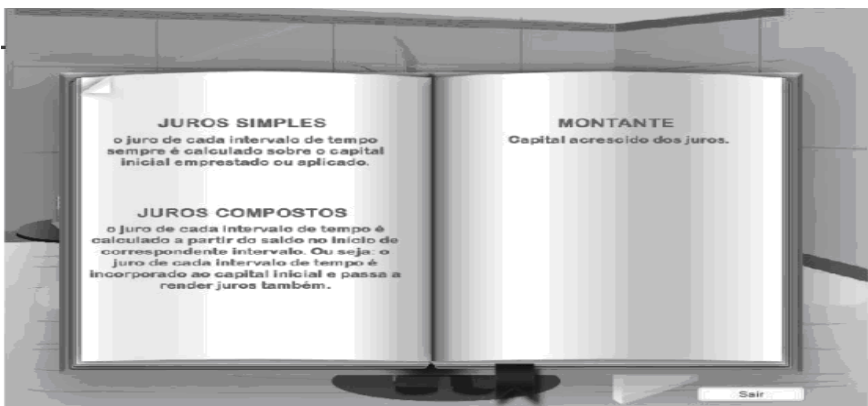 JUROS SIMPLES
o juro de cada intervalo de tempo
sempre é calculado sobre o capital
inicial emprestado ou aplicado.
JUROS COMPOSTOS
o juro de cada intervalo de tempo é
calculado a partir do saldo no início de
correspondente intervalo. Ou seja: o
juro de cada intervalo de tempo é
incorporado ao capital inicial e passa a
render juros também.
MONTANTE
Capital acrescido dos juros.
Sair